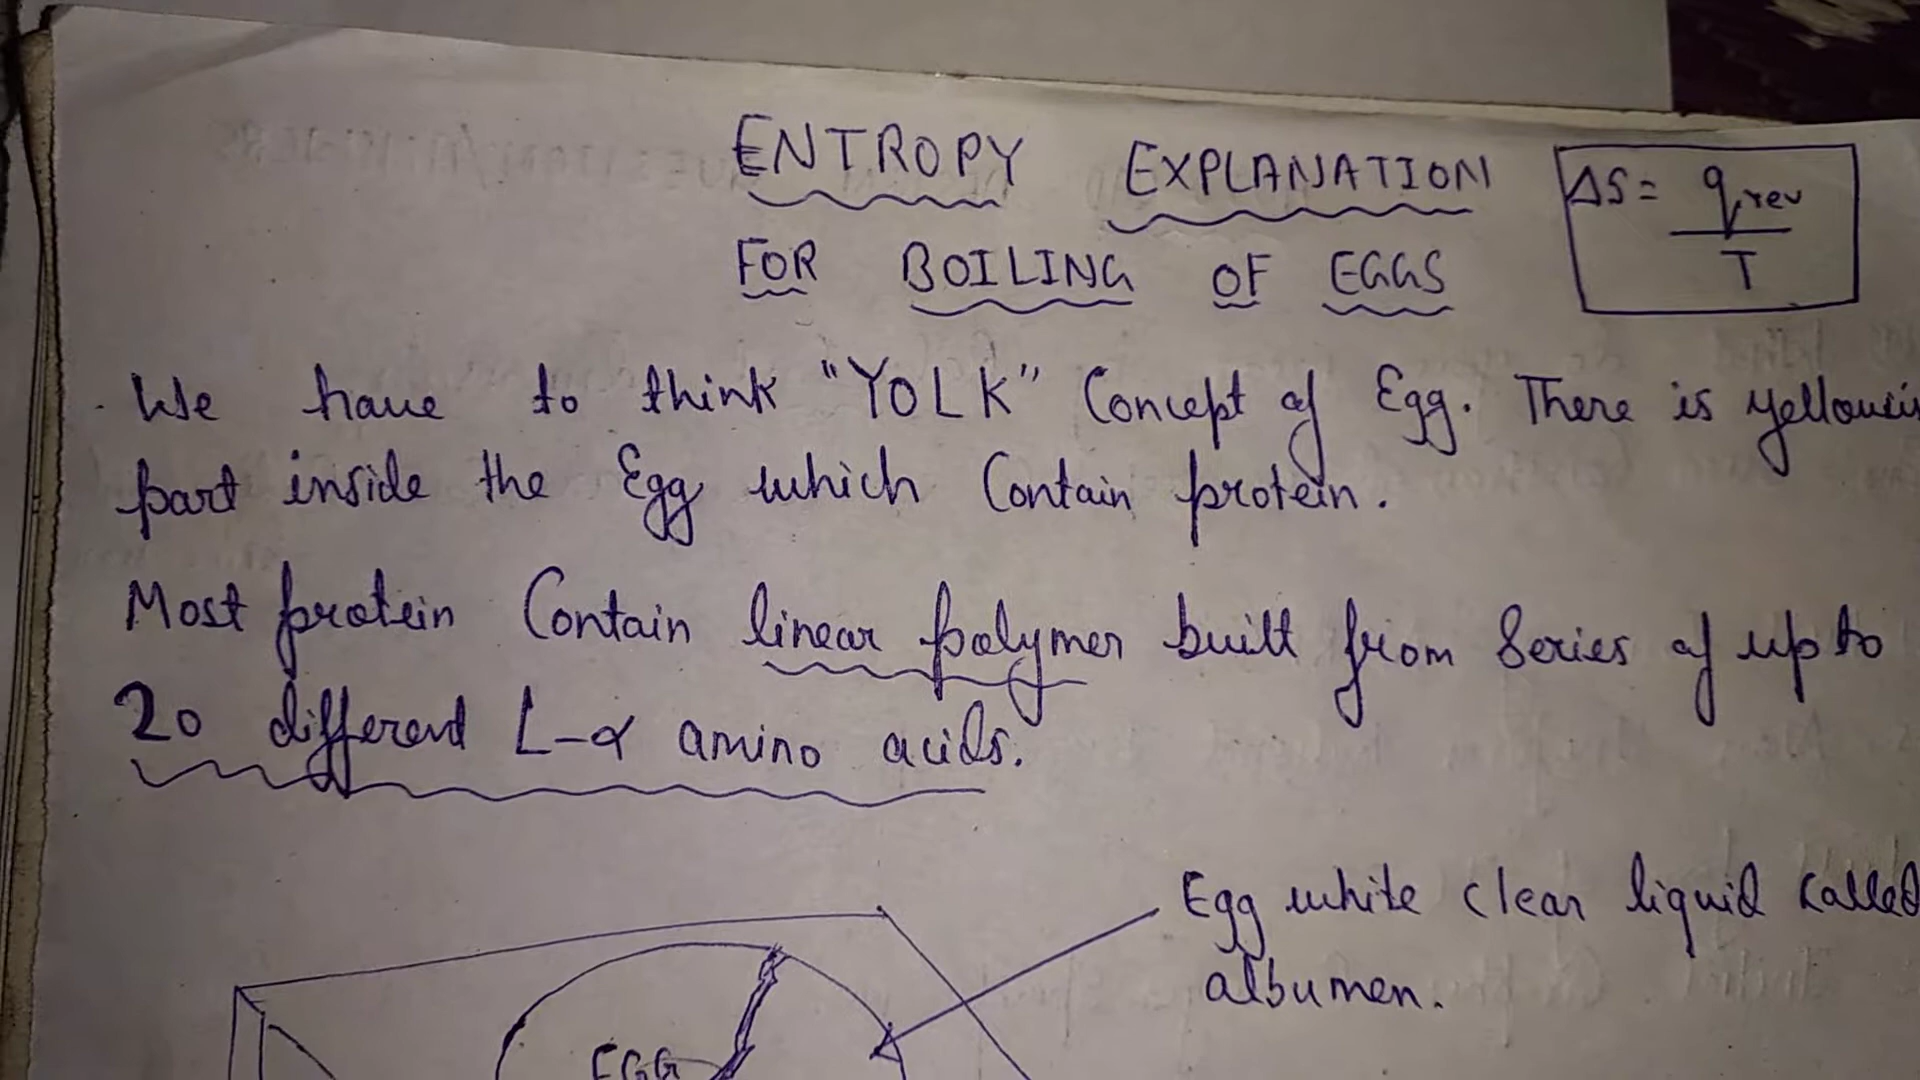 ENTROPY EXPLANATION
FOR BOILING OF EGGS
ΔS = qrev / T
We have to think "YOLK" Concept of Egg. There is
part inside the Egg which Contain protein.
Most protein Contain linear polymer built from Series of up to
20 different L-α amino acids.
Egg white clear liquid called
albumen.
EGG